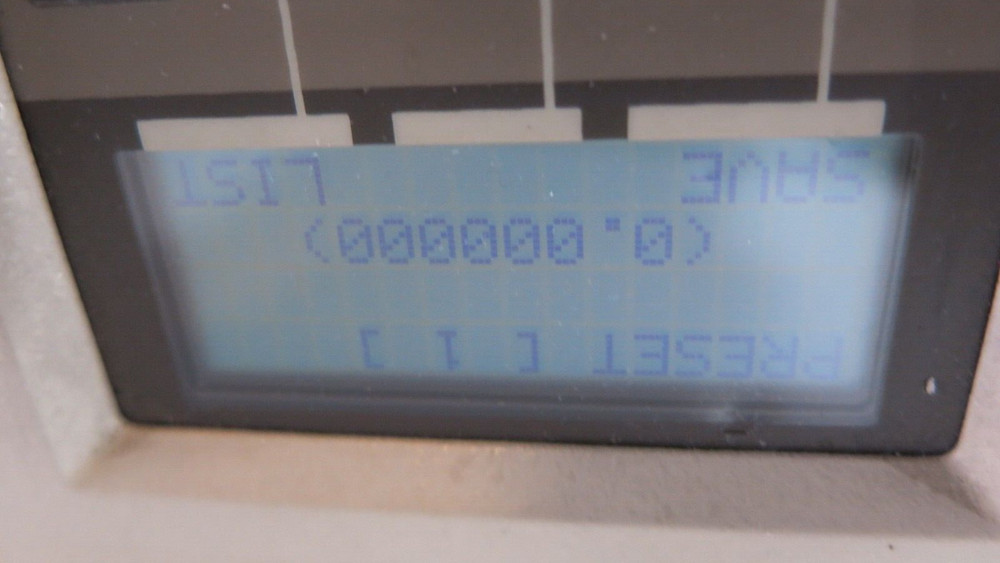 PRESET [ 1 ]
(0.000000)
SAVE LIST